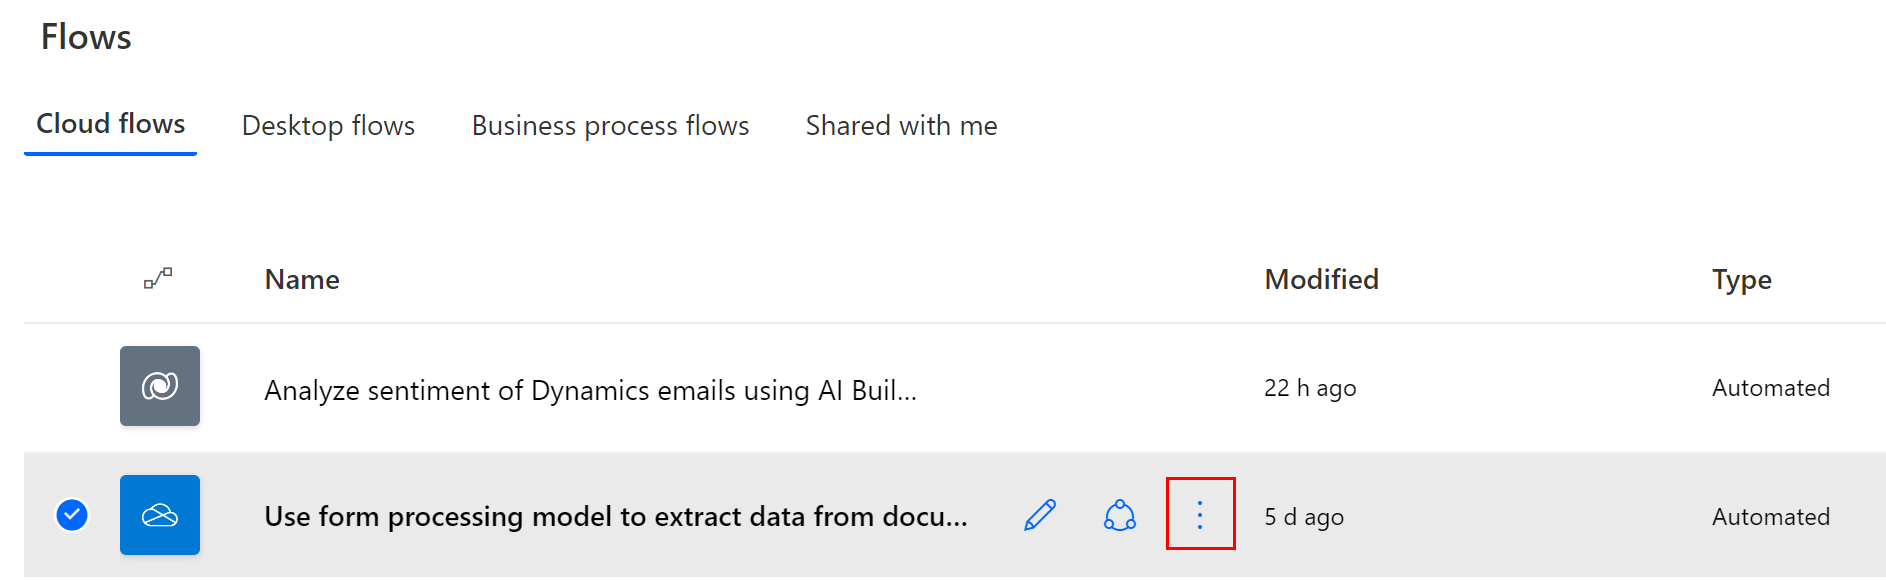 Flows
Cloud flows Desktop flows Business process flows Shared with me
Name Modified Type
Analyze sentiment of Dynamics emails using AI Buil... 22 h ago Automated
Use form processing model to extract data from docu... 5 d ago Automated